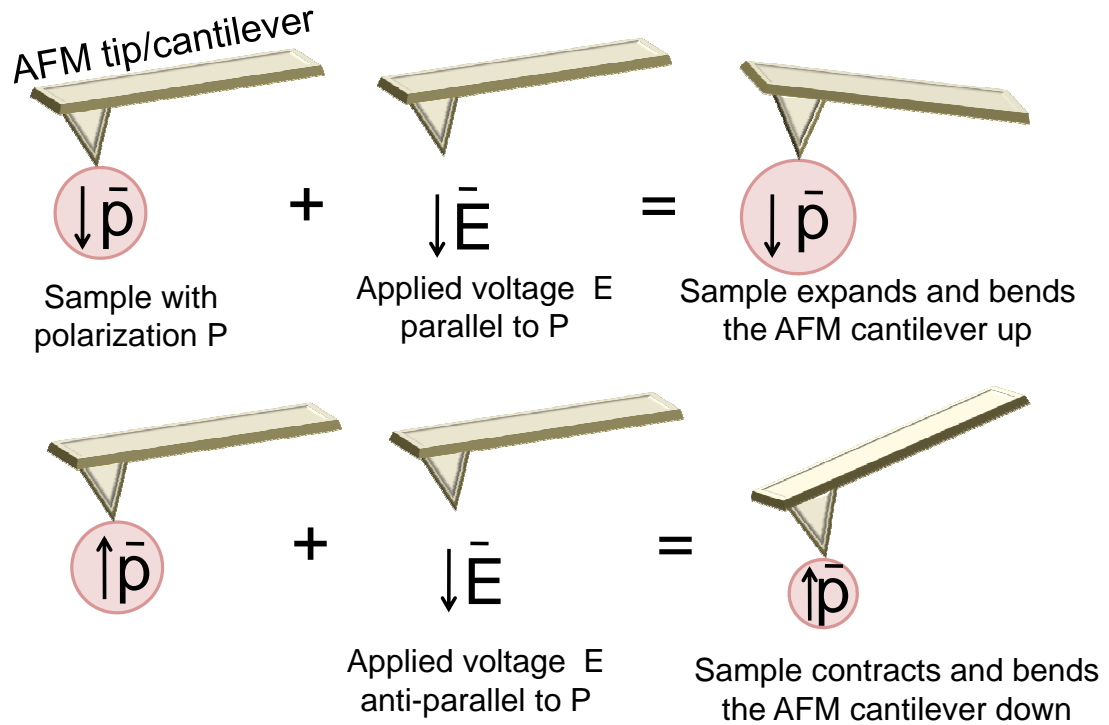 AFM tip/cantilever
↓ p̄ + ↓ Ē = ↓ p̄
Sample with
polarization P
Applied voltage E
parallel to P
Sample expands and bends
the AFM cantilever up
↑ p̄ + ↓ Ē = ↑ p̄
Applied voltage E
anti-parallel to P
Sample contracts and bends
the AFM cantilever down